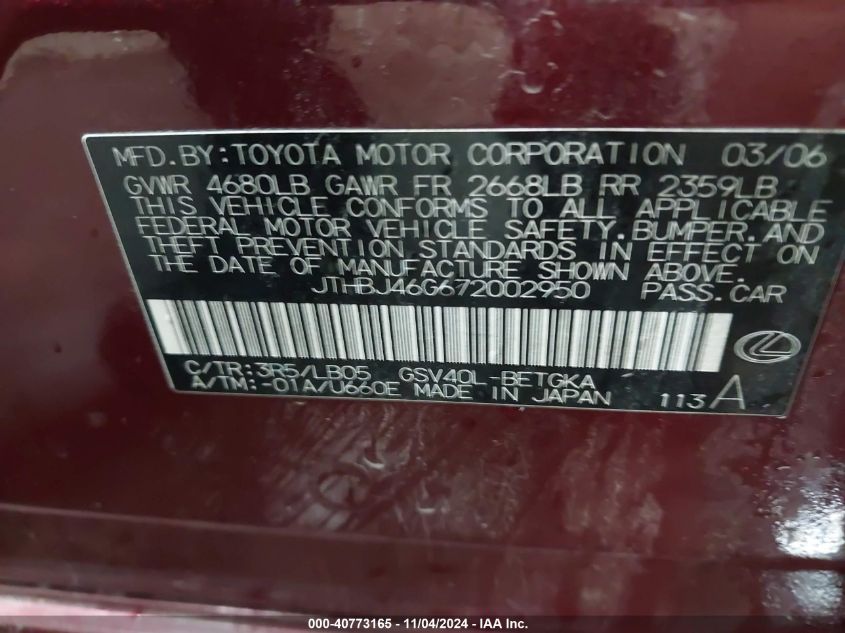 MFD.BY:TOYOTA MOTOR CORPORATION 03/06
GVWR 4680LB GAWR FR 2668LB RR 2359LB
THIS VEHICLE CONFORMS TO ALL APPLICABLE
FEDERAL MOTOR VEHICLE SAFETY.BUMPER.AND
THEFT PREVENTION STANDARDS IN EFFECT ON
THE DATE OF MANUFACTURE SHOWN ABOVE.
JTHBJ46G672002950 PASS.CAR
C/TR:3R5/LB05 GSV40L-BETGKA
A/TM:-01A/U660E MADE IN JAPAN 113A
000-40773165 - 11/04/2024 - IAA Inc.